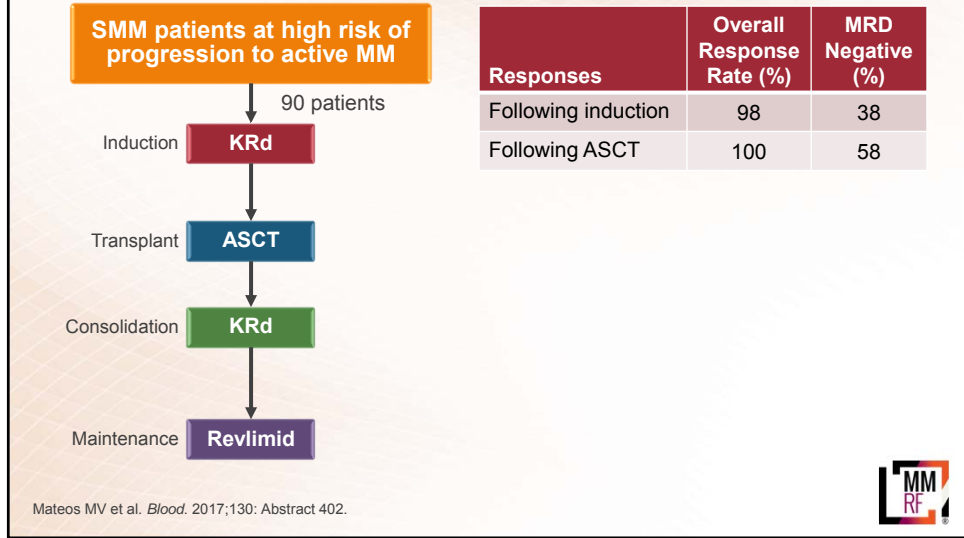 SMM patients at high risk of
progression to active MM
90 patients
Induction
KRd
Transplant
ASCT
Consolidation
KRd
Maintenance
Revlimid
Responses Overall Response Rate (%) MRD Negative (%)
Following induction 98 38
Following ASCT 100 58
Mateos MV et al. Blood. 2017;130: Abstract 402.
MM
RF
®